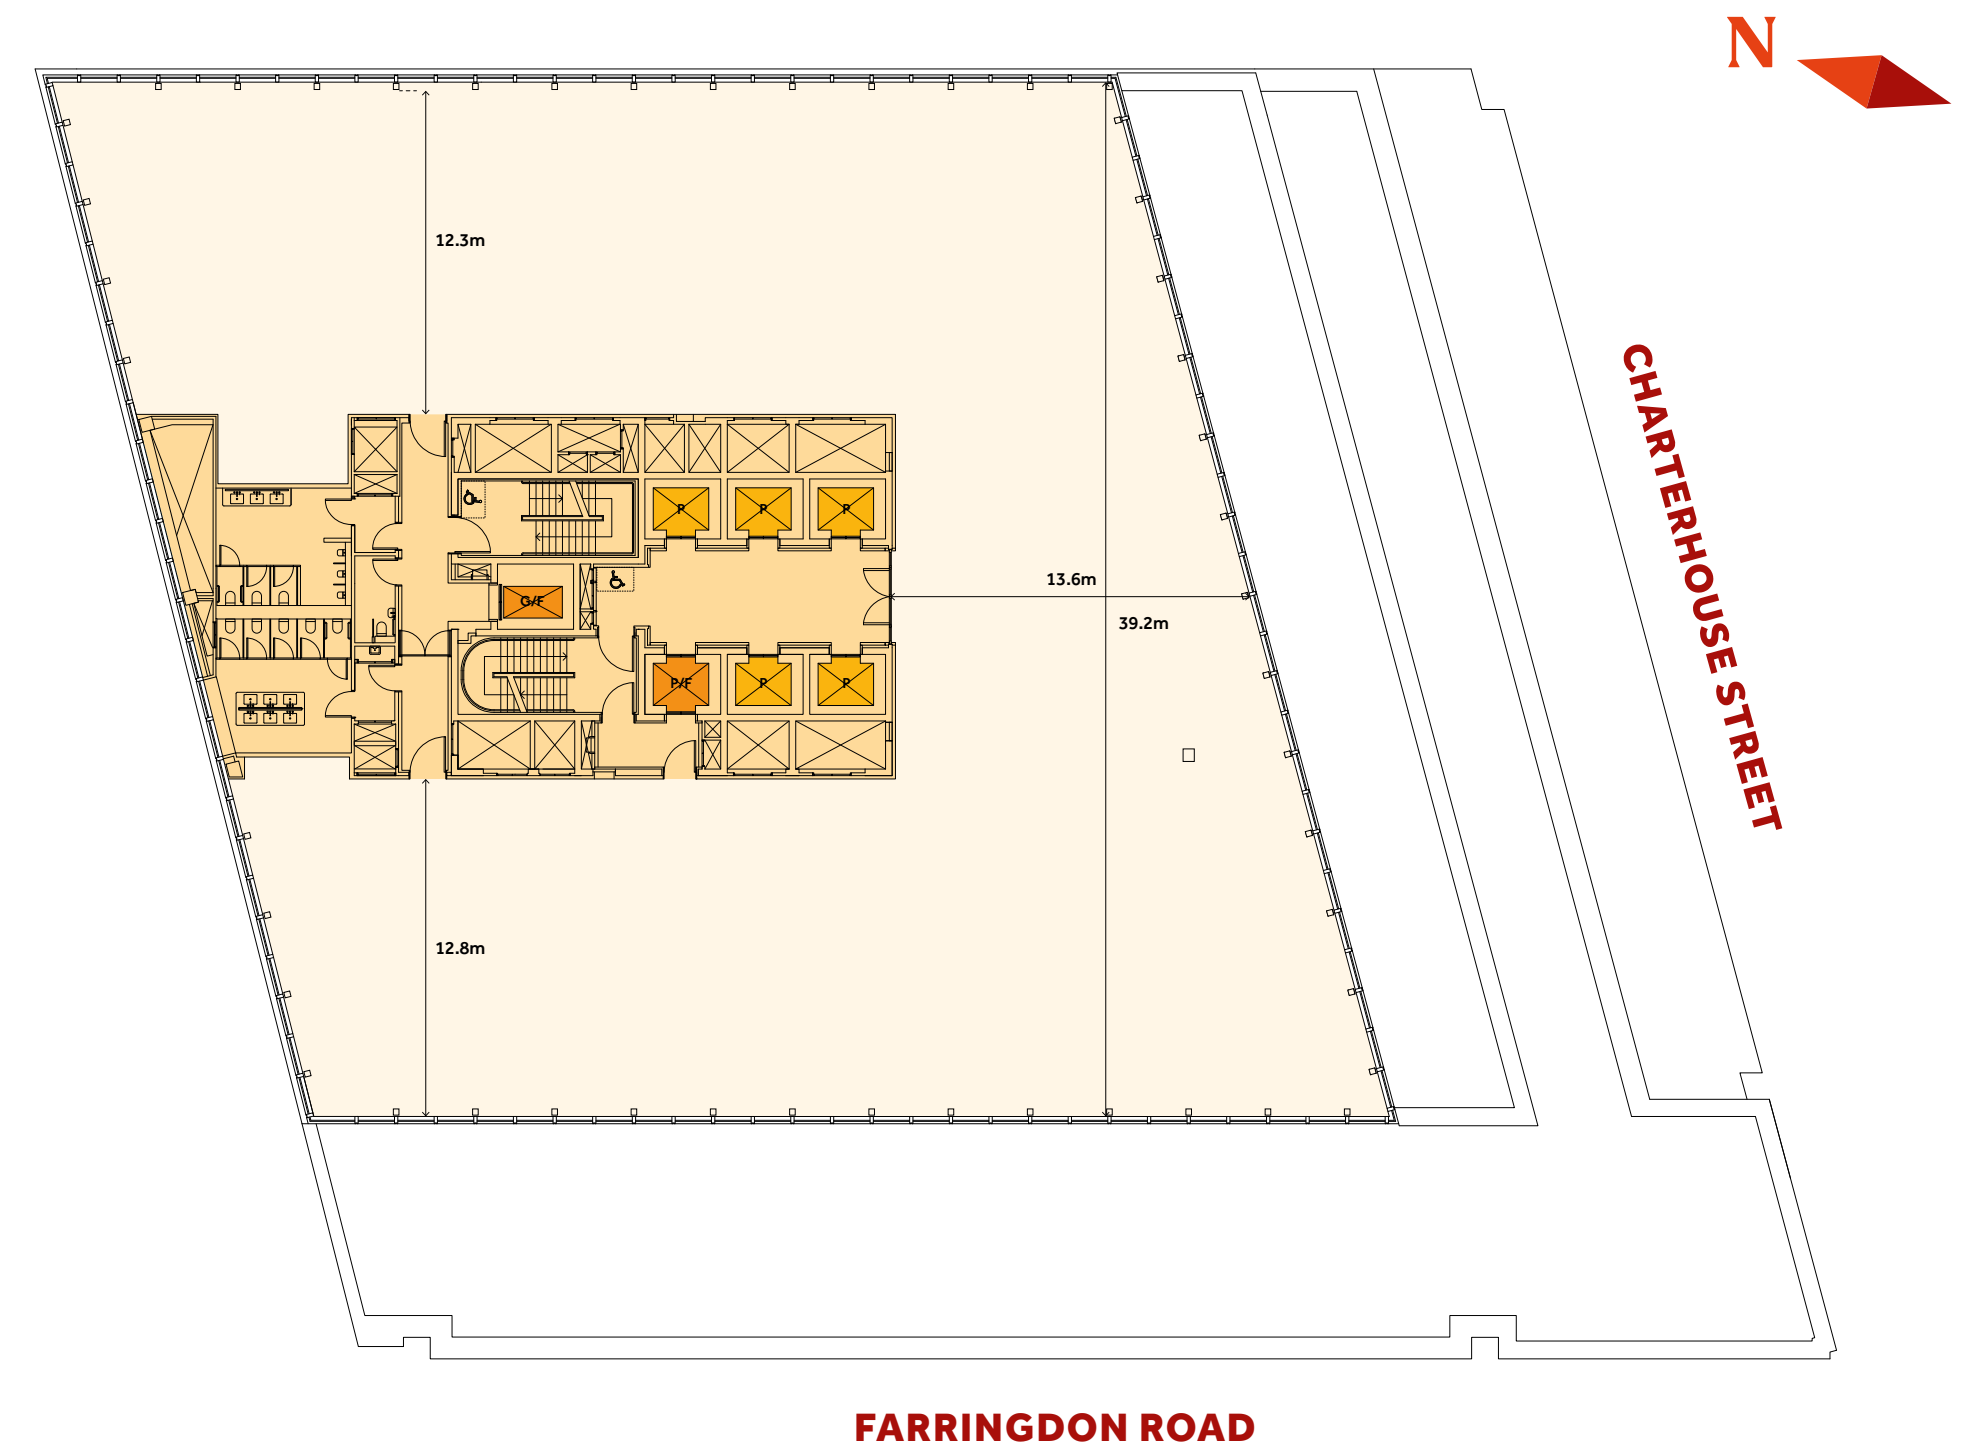 N
12.3m
CHARTERHOUSE STREET
P
P
P
13.6m
G/F
39.2m
P/F
P
P
12.8m
FARRINGDON ROAD